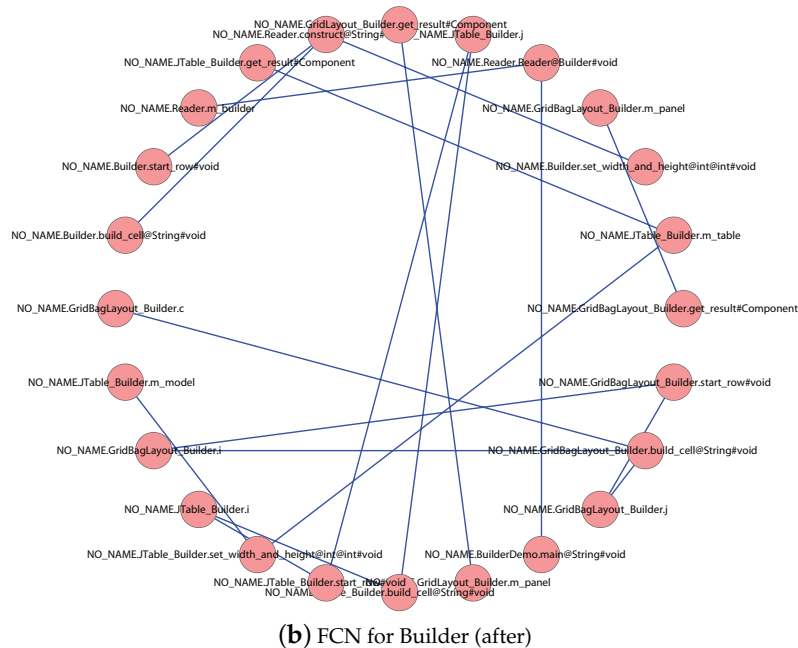 NO_NAME.GridLayout_Builder.get_result#Component
NO_NAME.Reader.construct@String#
JTable_Builder.j
NO_NAME.JTable_Builder.get_result#Component
NO_NAME.Reader.Reader@Builder#void
NO_NAME.Reader.m_builder
NO_NAME.GridBagLayout_Builder.m_panel
NO_NAME.Builder.start_row#void
NO_NAME.Builder.set_width_and_height@int@int#void
NO_NAME.Builder.build_cell@String#void
NO_NAME.JTable_Builder.m_table
NO_NAME.GridBagLayout_Builder.c
NO_NAME.GridBagLayout_Builder.get_result#Component
NO_NAME.JTable_Builder.m_model
NO_NAME.GridBagLayout_Builder.start_row#void
NO_NAME.GridBagLayout_Builder.i
NO_NAME.GridBagLayout_Builder.build_cell@String#void
NO_NAME.JTable_Builder.i
NO_NAME.GridBagLayout_Builder.j
NO_NAME.JTable_Builder.set_width_and_height@int@int#void
NO_NAME.BuilderDemo.main@String#void
NO_NAME.JTable_Builder.start_row#void
GridLayout_Builder.m_panel
_Builder.build_cell@String#void
(b) FCN for Builder (after)